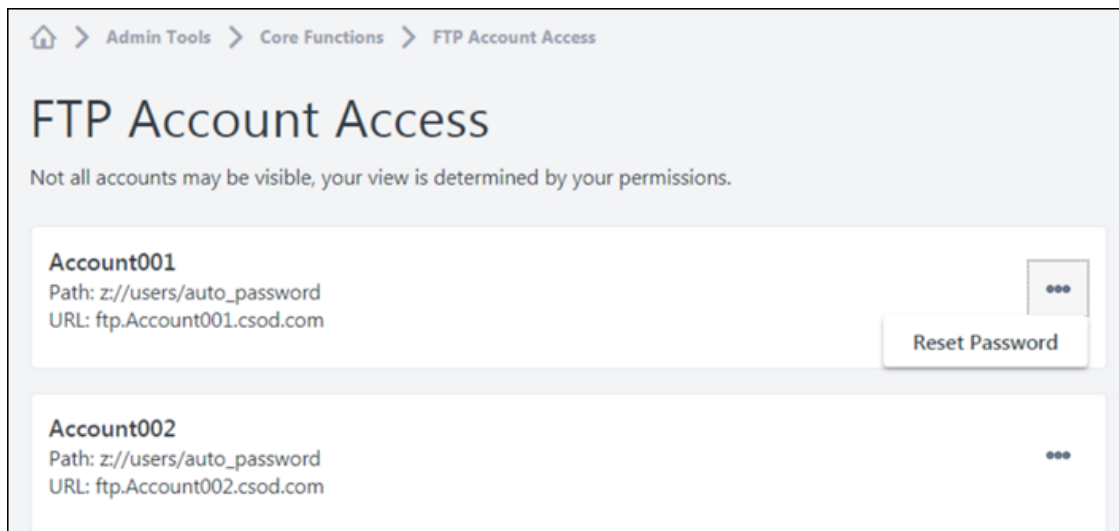 Admin Tools > Core Functions > FTP Account Access
FTP Account Access
Not all accounts may be visible, your view is determined by your permissions.
Account001
Path: z://users/auto_password
URL: ftp.Account001.csod.com
Reset Password
Account002
Path: z://users/auto_password
URL: ftp.Account002.csod.com